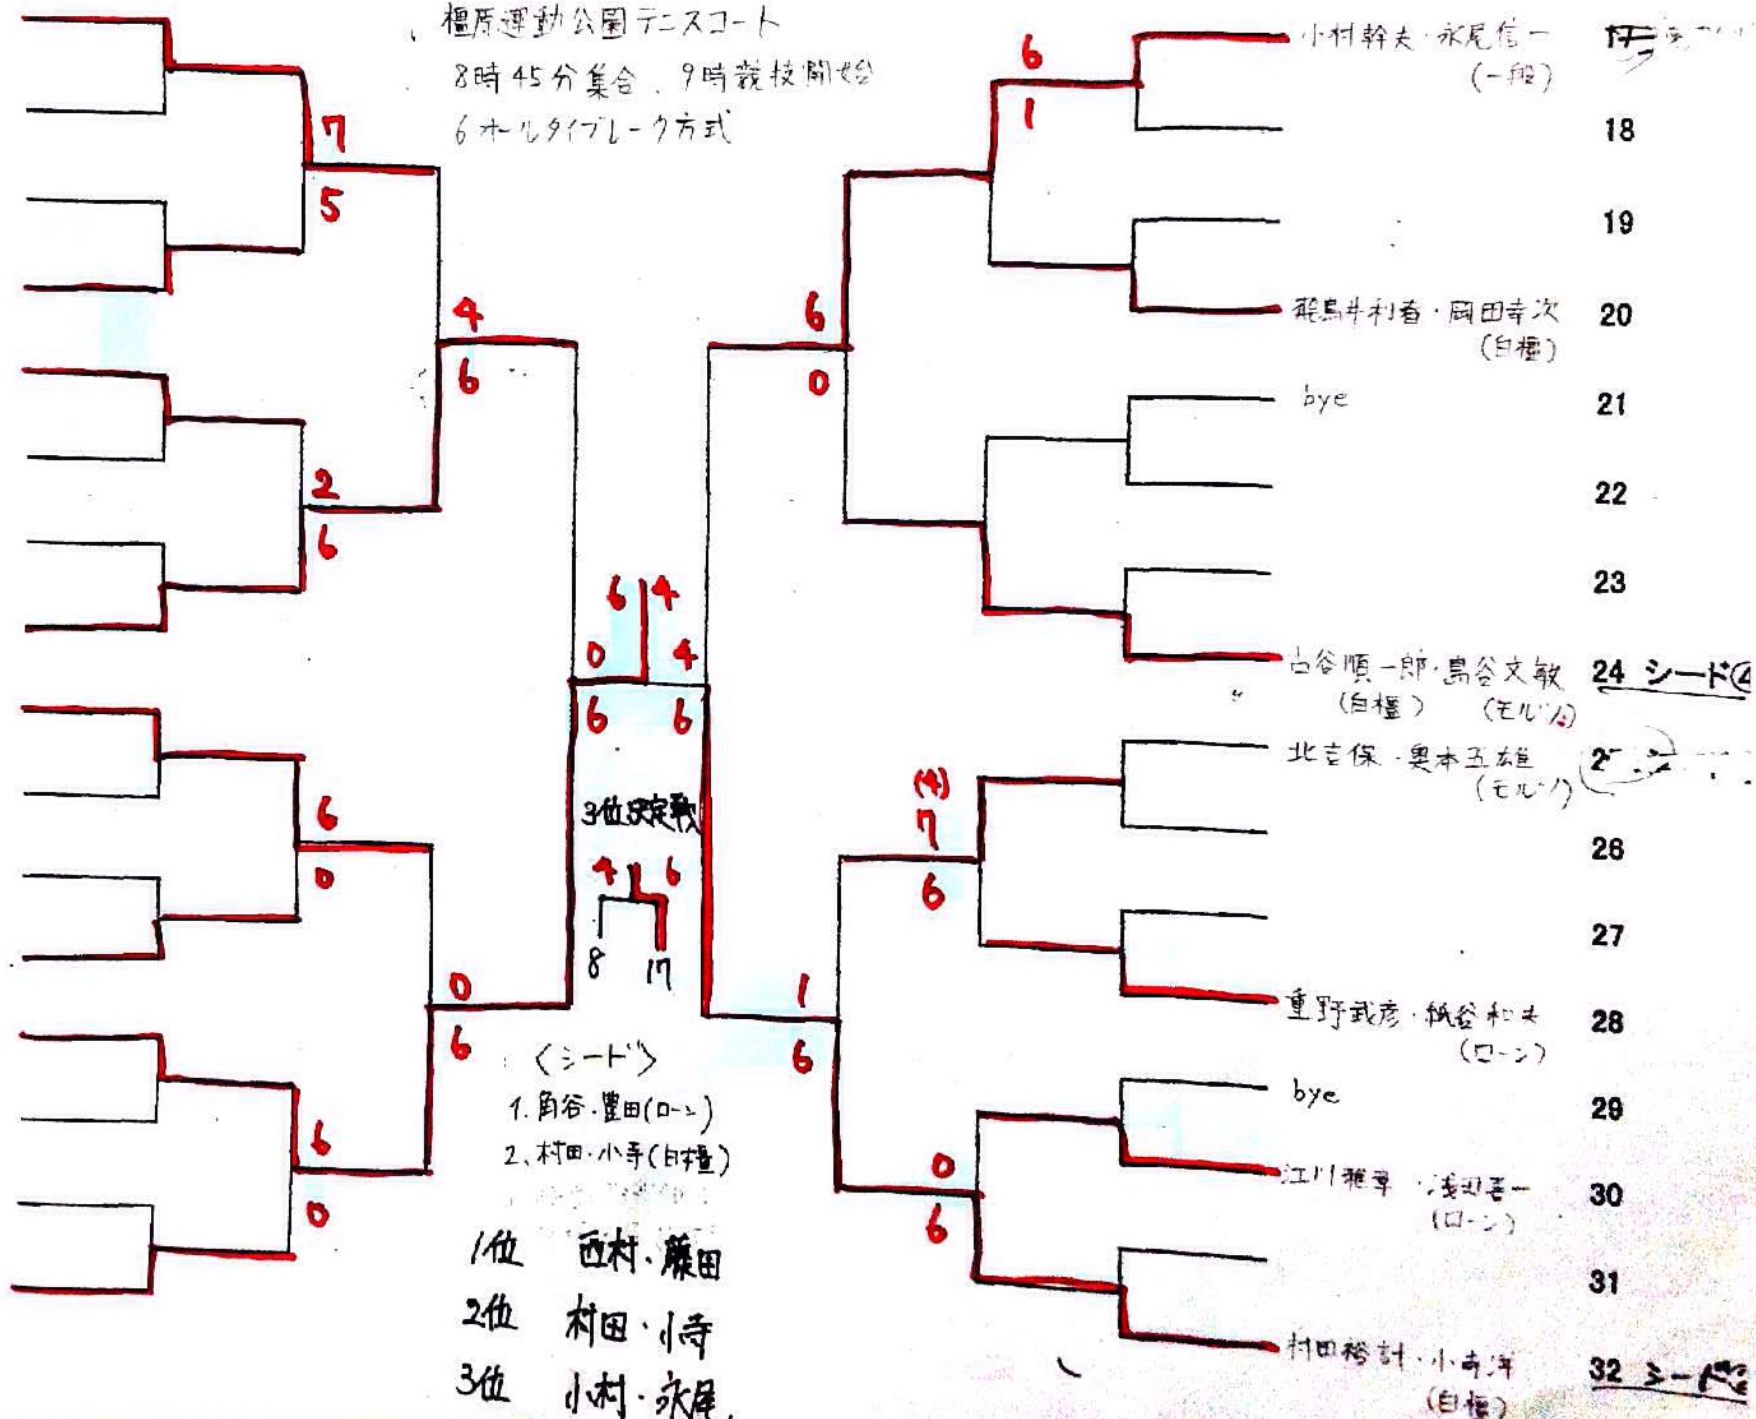 橿原運動公園テニスコート
8時45分集合、9時競技開始
6オールタイブレーク方式
7
5
4
6
2
6
6
0
0
6
6
0
6 4
0 4
6 6
3位決定戦
4 6
8 17
〈シード〉
1. 角谷・豊田(ローン)
2、村田・小寺(白橿)
1位 西村・藤田
2位 村田・小寺
3位 小村・永尾
6
1
6
0
(4)
7
6
1
6
0
6
小村幹夫・永尾信一
(一般)
18
19
飛鳥井利春・岡田幸次 20
(白橿)
bye 21
22
23
古谷順一郎・鳥谷文敏 24 シード④
(白橿) (モルツ)
北吉保・奥本五雄
(モルツ)
26
27
重野武彦・紙谷和夫 28
(ローン)
bye 29
江川雅章 30
(ローン)
31
村田裕計・小寺洋 32 シード
(白橿)